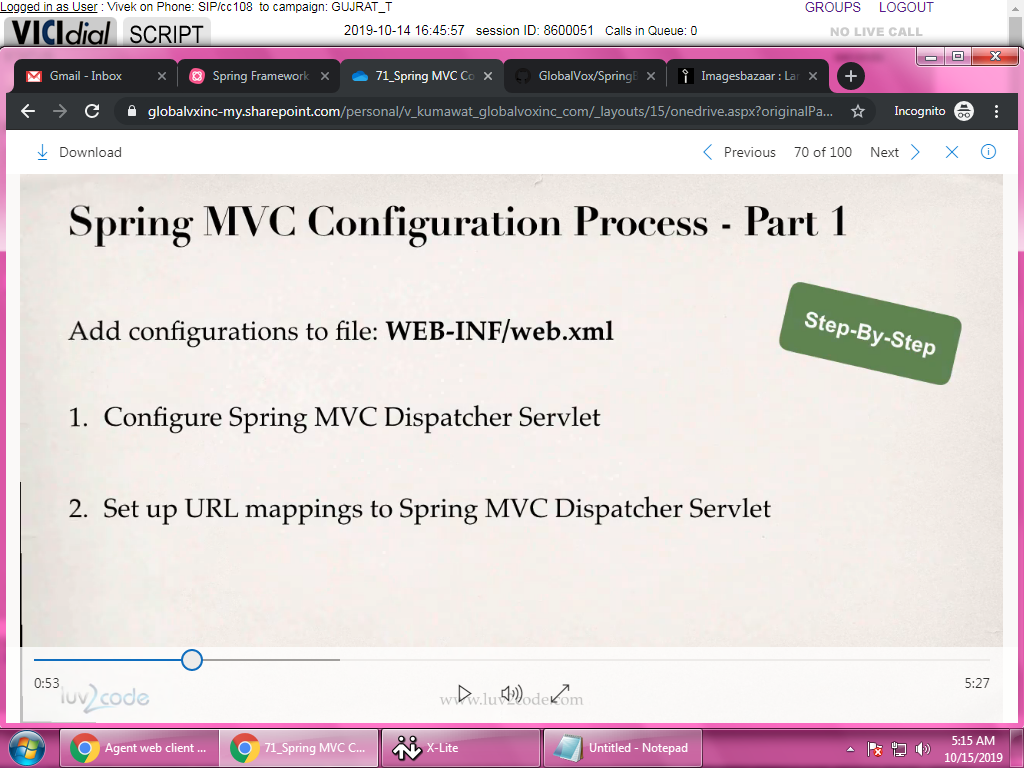 Logged in as User : Vivek on Phone: SIP/cc108 to campaign: GUJRAT_T
GROUPS LOGOUT
VICIdial SCRIPT 2019-10-14 16:45:57 session ID: 8600051 Calls in Queue: 0 NO LIVE CALL
Gmail - Inbox Spring Framework 71_Spring MVC Co GlobalVox/SpringB Imagesbazaar : Lar
globalvxinc-my.sharepoint.com/personal/v_kumawat_globalvoxinc_com/_layouts/15/onedrive.aspx?originalPa... Incognito
Download Previous 70 of 100 Next
Spring MVC Configuration Process - Part 1
Add configurations to file: WEB-INF/web.xml
Step-By-Step
1. Configure Spring MVC Dispatcher Servlet
2. Set up URL mappings to Spring MVC Dispatcher Servlet
0:53 5:27
luv2code www.luv2code.com
Agent web client ... 71_Spring MVC C... X-Lite Untitled - Notepad 5:15 AM
10/15/2019